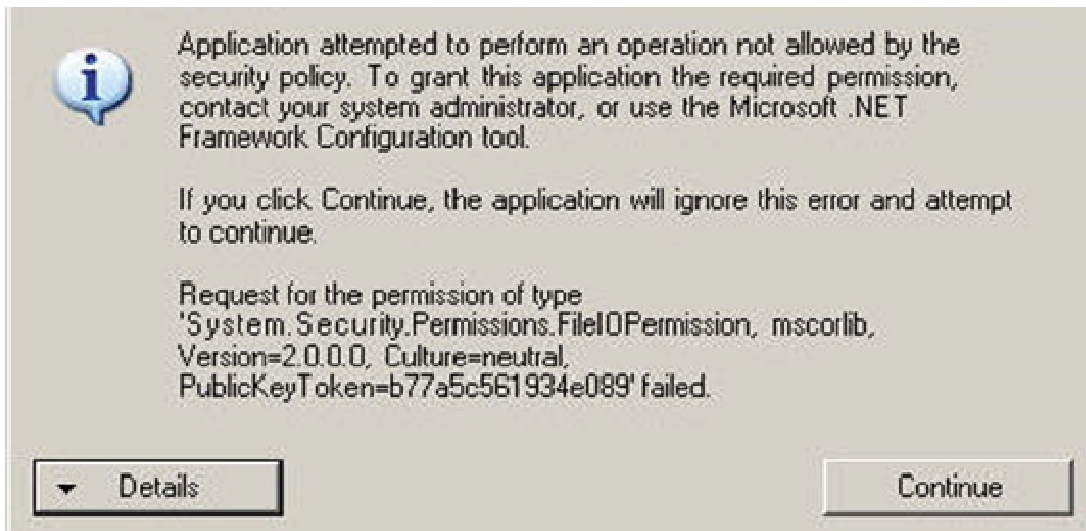 Application attempted to perform an operation not allowed by the
security policy. To grant this application the required permission,
contact your system administrator, or use the Microsoft .NET
Framework Configuration tool.
If you click Continue, the application will ignore this error and attempt
to continue.
Request for the permission of type
'System.Security.Permissions.FileIOPermission, mscorlib,
Version=2.0.0.0, Culture=neutral,
PublicKeyToken=b77a5c561934e089' failed.
Details
Continue